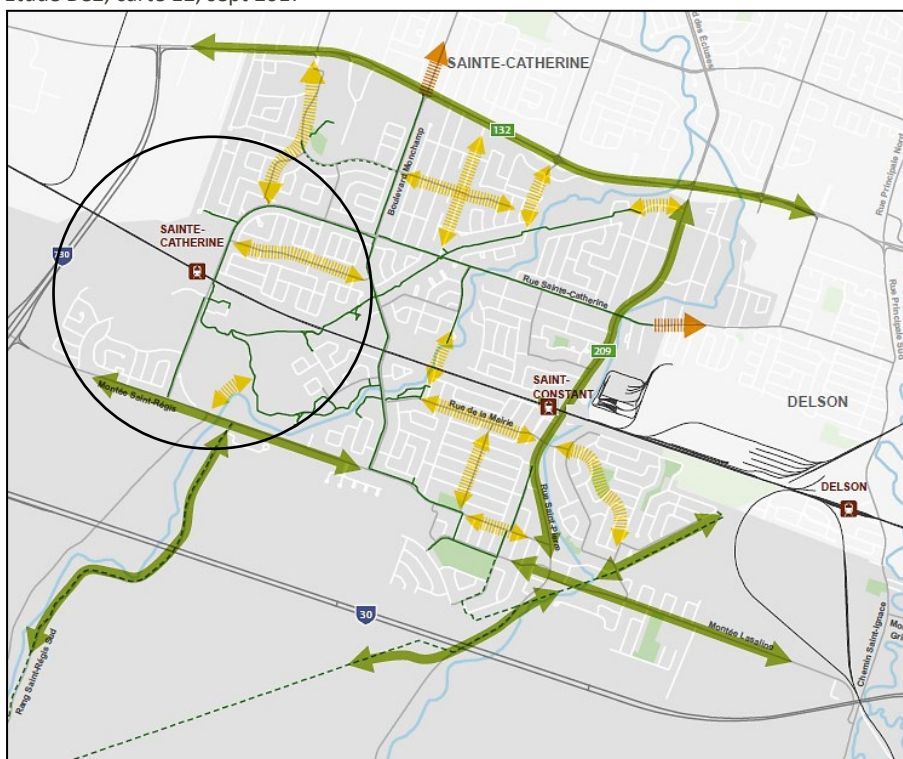 SAINTE-CATHERINE
132
Boulevard Monchamp
Rue Principale Nord
SAINTE-
CATHERINE
730
Rue Sainte-Catherine
Rue Principale Sud
209
SAINT-
CONSTANT
DELSON
Montée Saint-Régis
Rue de la Mairie
Rue Saint-Pierre
DELSON
30
Montée Lasaline
Chemin Saint-Ignace
Rang Saint-Régis Sud